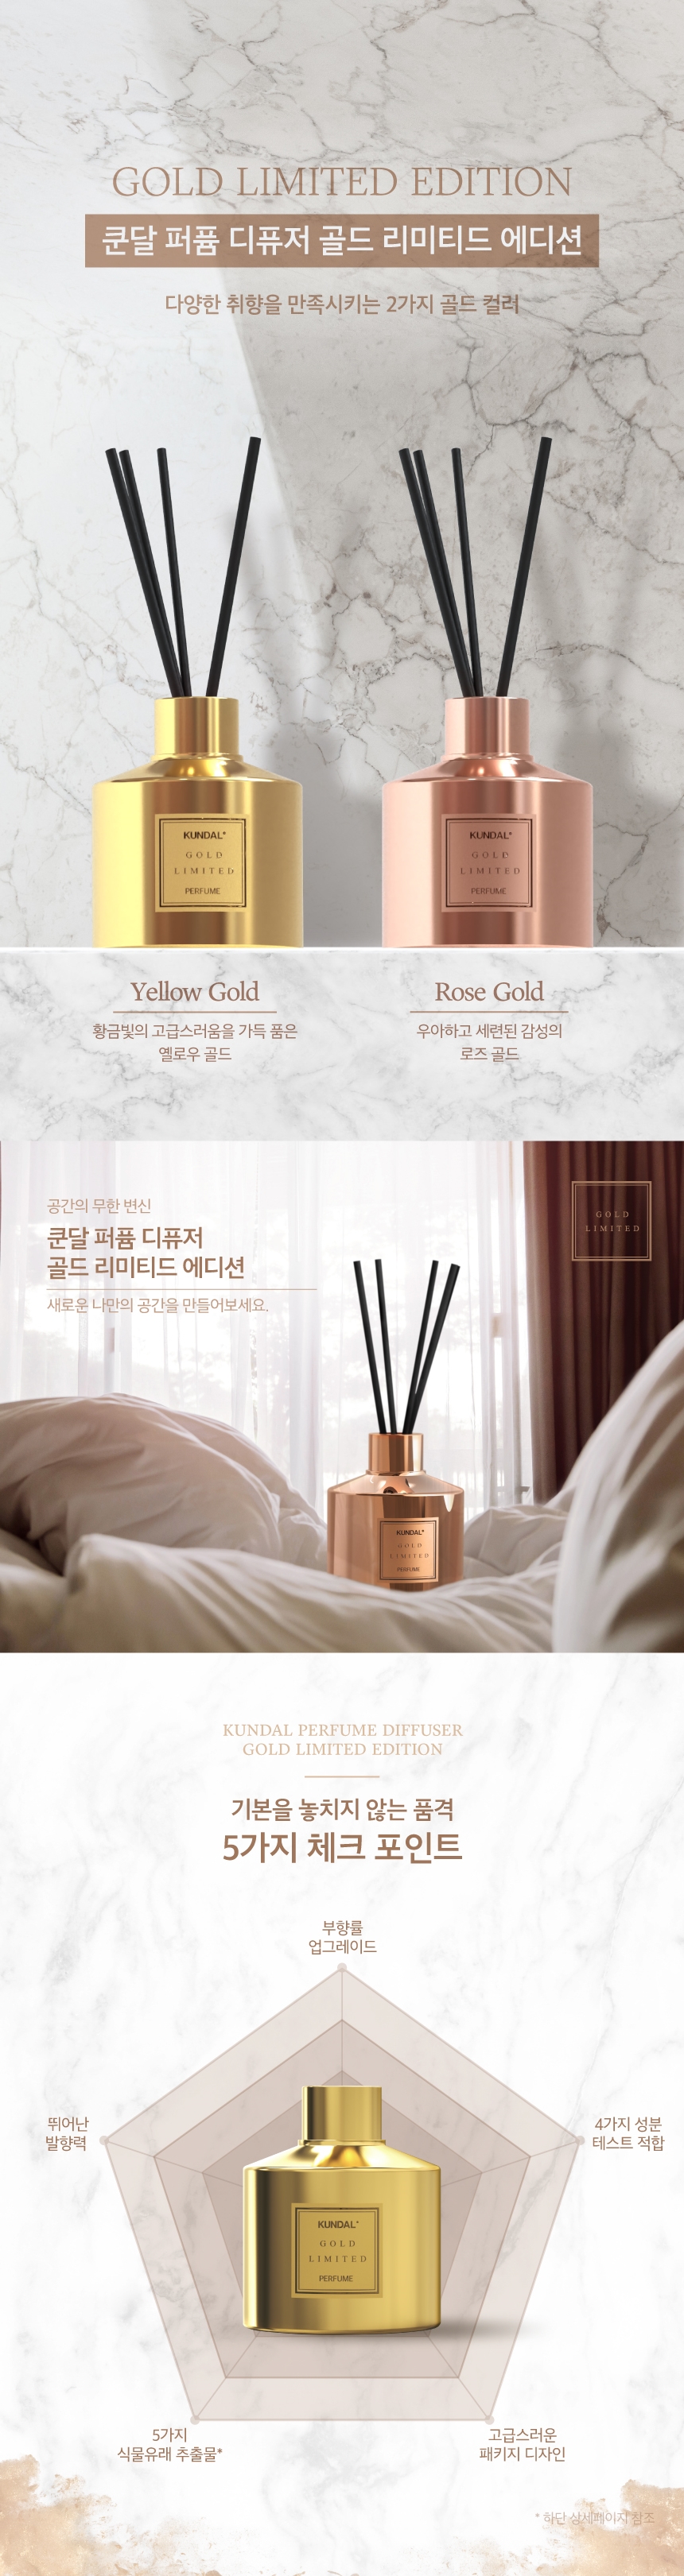 GOLD LIMITED EDITION
쿤달 퍼퓸 디퓨저 골드 리미티드 에디션
다양한 취향을 만족시키는 2가지 골드 컬러
KUNDAL®
GOLD
LIMITED
PERFUME
KUNDAL®
GOLD
LIMITED
PERFUME
Yellow Gold
황금빛의 고급스러움을 가득 품은
옐로우 골드
Rose Gold
우아하고 세련된 감성의
로즈 골드
공간의 무한 변신
쿤달 퍼퓸 디퓨저
골드 리미티드 에디션
새로운 나만의 공간을 만들어보세요.
GOLD
LIMITED
KUNDAL®
GOLD
LIMITED
PERFUME
KUNDAL PERFUME DIFFUSER
GOLD LIMITED EDITION
기본을 놓치지 않는 품격
5가지 체크 포인트
부향률
업그레이드
뛰어난
발향력
4가지 성분
테스트 적합
KUNDAL®
GOLD
LIMITED
PERFUME
5가지
식물유래 추출물*
고급스러운
패키지 디자인
* 하단 상세페이지 참조